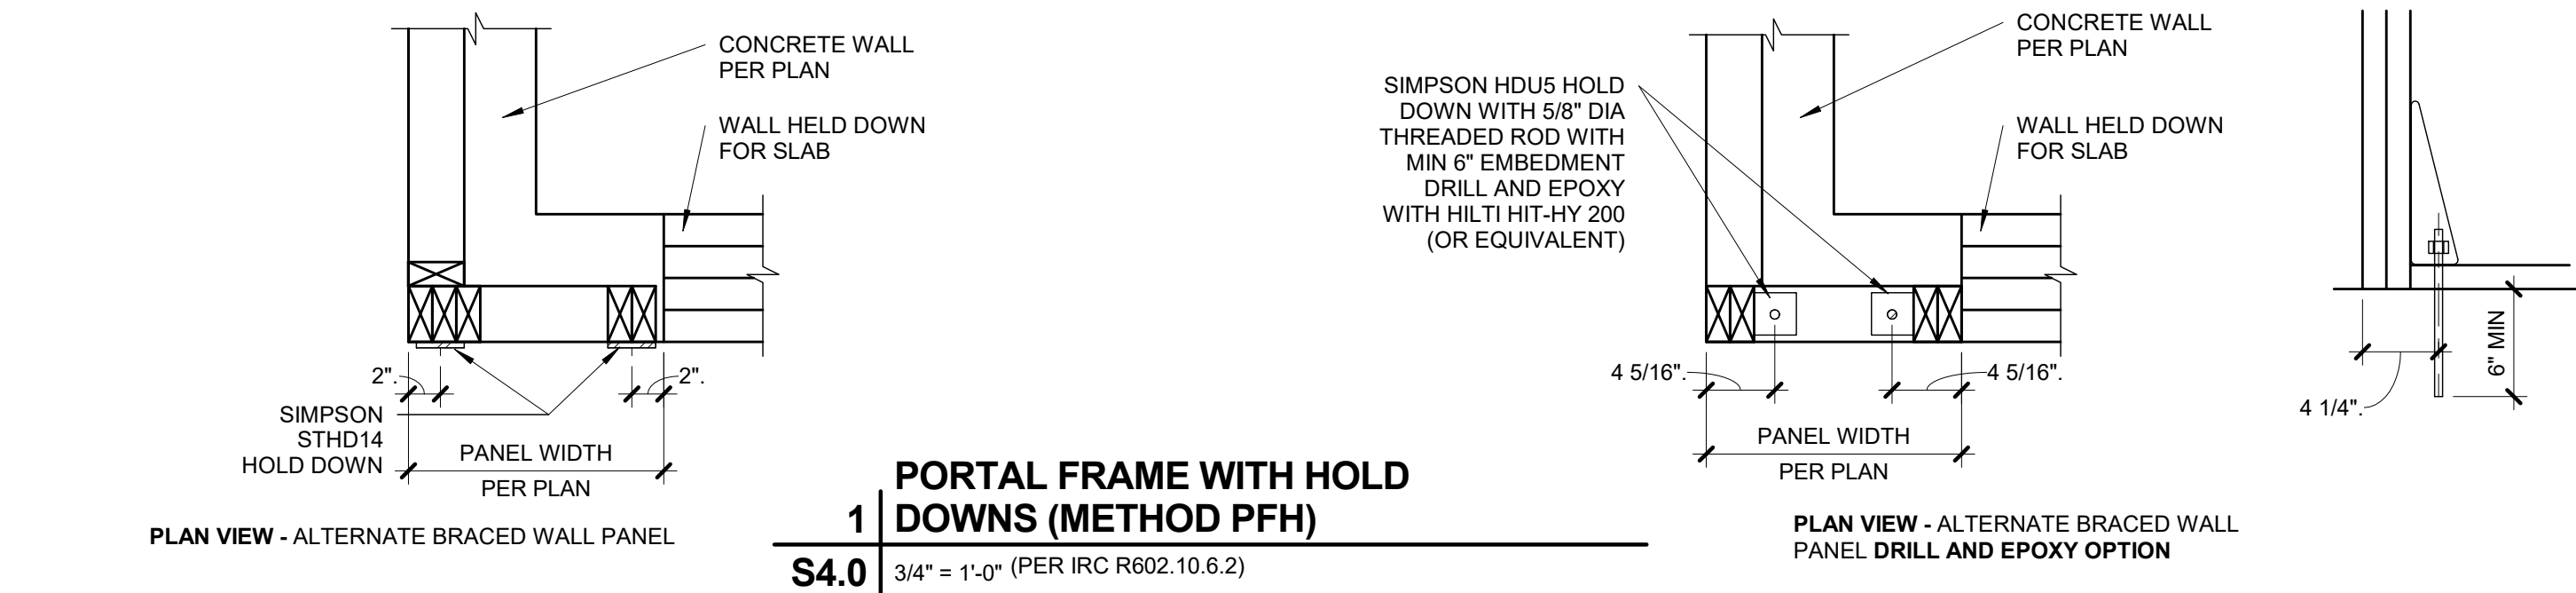 CONCRETE WALL
PER PLAN
WALL HELD DOWN
FOR SLAB
2".
2".
SIMPSON
STHD14
HOLD DOWN
PANEL WIDTH
PER PLAN
PLAN VIEW - ALTERNATE BRACED WALL PANEL
1
PORTAL FRAME WITH HOLD
DOWNS (METHOD PFH)
S4.0
3/4" = 1'-0" (PER IRC R602.10.6.2)
SIMPSON HDU5 HOLD
DOWN WITH 5/8" DIA
THREADED ROD WITH
MIN 6" EMBEDMENT
DRILL AND EPOXY
WITH HILTI HIT-HY 200
(OR EQUIVALENT)
CONCRETE WALL
PER PLAN
WALL HELD DOWN
FOR SLAB
4 5/16".
4 5/16".
PANEL WIDTH
PER PLAN
PLAN VIEW - ALTERNATE BRACED WALL
PANEL DRILL AND EPOXY OPTION
6" MIN
4 1/4".